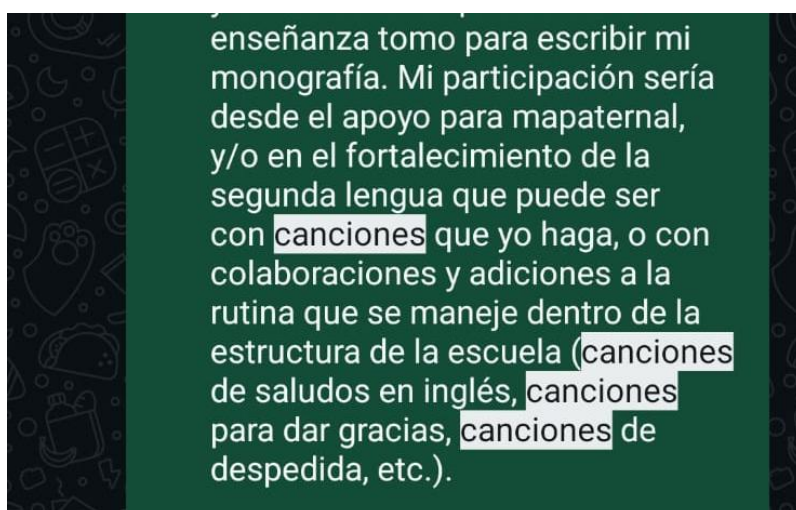 enseñanza tomo para escribir mi
monografía. Mi participación sería
desde el apoyo para mapaternal,
y/o en el fortalecimiento de la
segunda lengua que puede ser
con canciones que yo haga, o con
colaboraciones y adiciones a la
rutina que se maneje dentro de la
estructura de la escuela (canciones
de saludos en inglés, canciones
para dar gracias, canciones de
despedida, etc.).